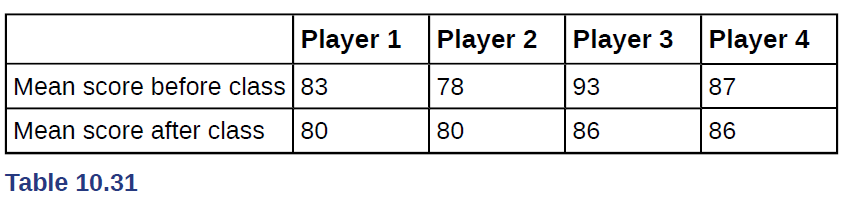 Player 1 Player 2 Player 3 Player 4
Mean score before class 83 78 93 87
Mean score after class 80 80 86 86
Table 10.31